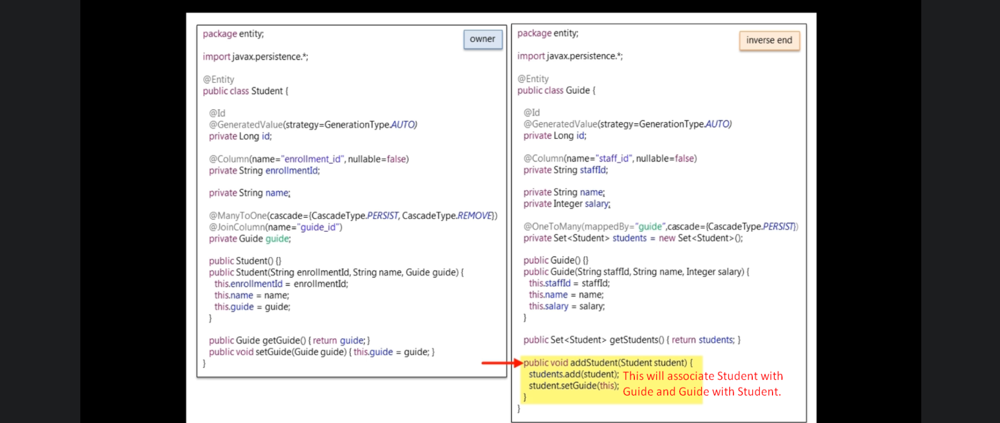 package entity;
owner
import javax.persistence.*;
@Entity
public class Student {
@Id
@GeneratedValue(strategy=GenerationType.AUTO)
private Long id;
@Column(name="enrollment_id", nullable=false)
private String enrollmentId;
private String name;
@ManyToOne(cascade={CascadeType.PERSIST, CascadeType.REMOVE})
@JoinColumn(name="guide_id")
private Guide guide;
public Student() {}
public Student(String enrollmentId, String name, Guide guide) {
this.enrollmentId = enrollmentId;
this.name = name;
this.guide = guide;
}
public Guide getGuide() { return guide; }
public void setGuide(Guide guide) { this.guide = guide; }
}
package entity;
inverse end
import javax.persistence.*;
@Entity
public class Guide {
@Id
@GeneratedValue(strategy=GenerationType.AUTO)
private Long id;
@Column(name="staff_id", nullable=false)
private String staffId;
private String name;
private Integer salary;
@OneToMany(mappedBy="guide",cascade={CascadeType.PERSIST})
private Set<Student> students = new Set<Student>();
public Guide() {}
public Guide(String staffId, String name, Integer salary) {
this.staffId = staffId;
this.name = name;
this.salary = salary;
}
public Set<Student> getStudents() { return students; }
public void addStudent(Student student) {
students.add(student);
student.setGuide(this);
}
}
This will associate Student with
Guide and Guide with Student.